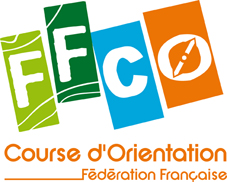 FFCO
Course d'Orientation
Fédération Française